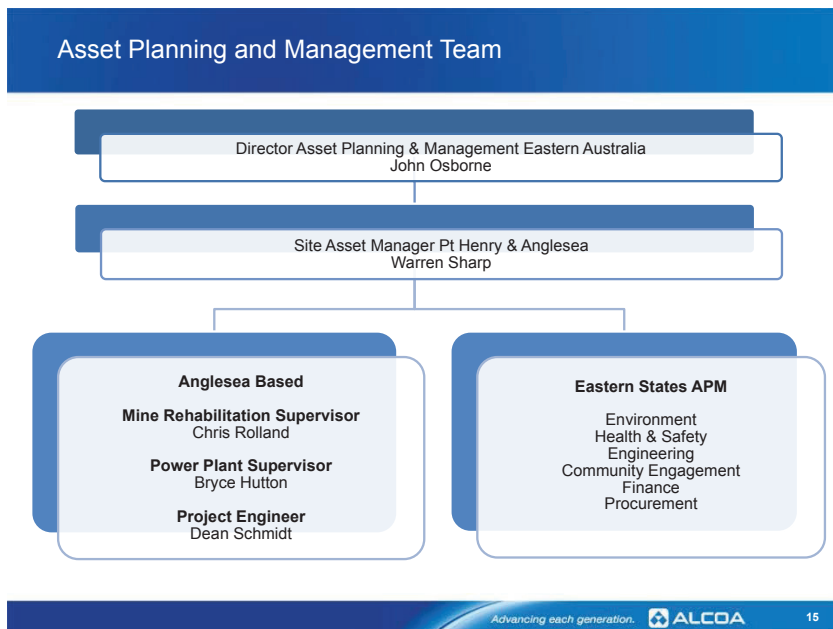 Asset Planning and Management Team
Director Asset Planning & Management Eastern Australia
John Osborne
Site Asset Manager Pt Henry & Anglesea
Warren Sharp
Anglesea Based
Mine Rehabilitation Supervisor
Chris Rolland
Power Plant Supervisor
Bryce Hutton
Project Engineer
Dean Schmidt
Eastern States APM
Environment
Health & Safety
Engineering
Community Engagement
Finance
Procurement
Advancing each generation. ALCOA 15